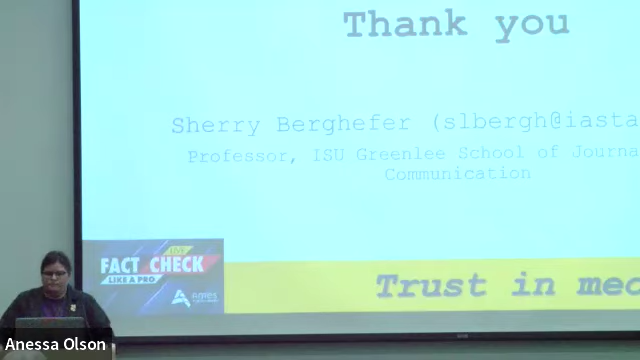 Thank you
Sherry Berghefer (slbergh@iasta
Professor, ISU Greenlee School of Journa
Communication
LIVE
FACT CHECK
LIKE A PRO
Trust in med
Anessa Olson